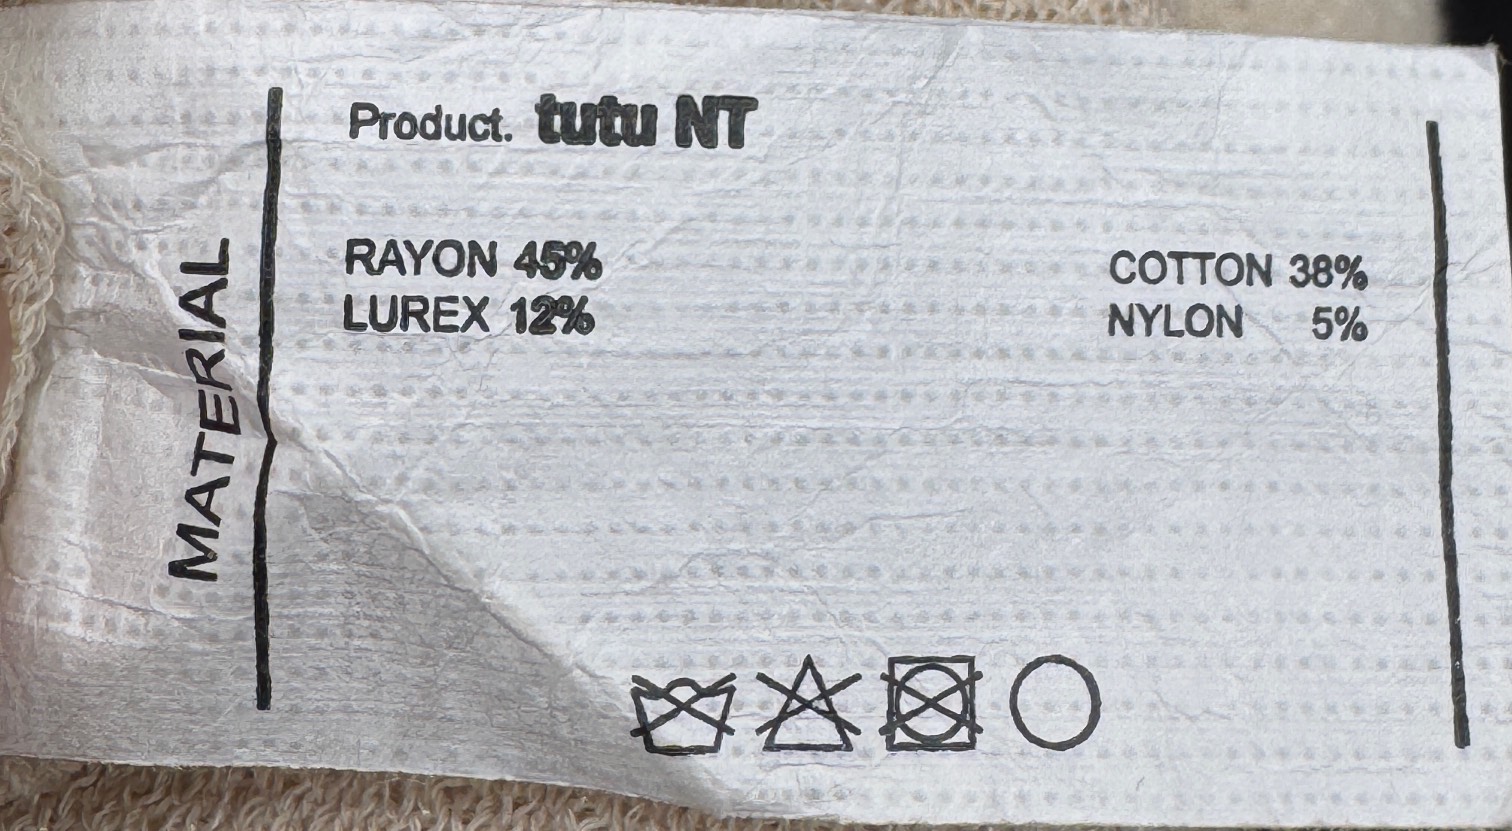 Product. tutu NT
RAYON 45% COTTON 38%
LUREX 12% NYLON 5%
MATERIAL